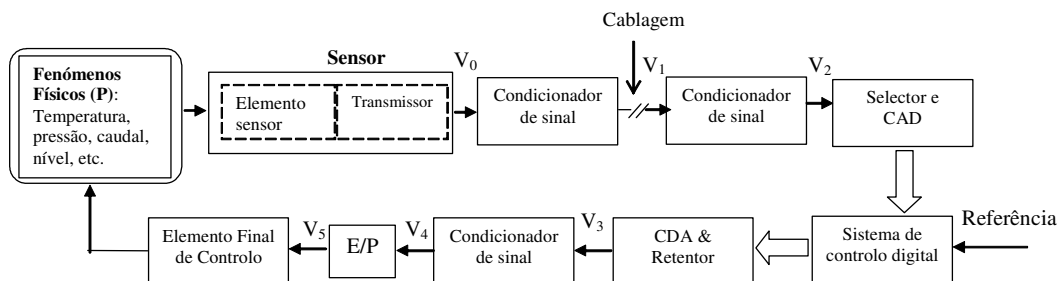 Cablagem
Sensor
V0
V1
V2
Fenómenos
Físicos (P):
Temperatura,
pressão, caudal,
nível, etc.
Elemento
sensor
Transmissor
Condicionador
de sinal
Condicionador
de sinal
Selector e
CAD
Elemento Final
de Controlo
V5
E/P
V4
Condicionador
de sinal
V3
CDA &
Retentor
Sistema de
controlo digital
Referência